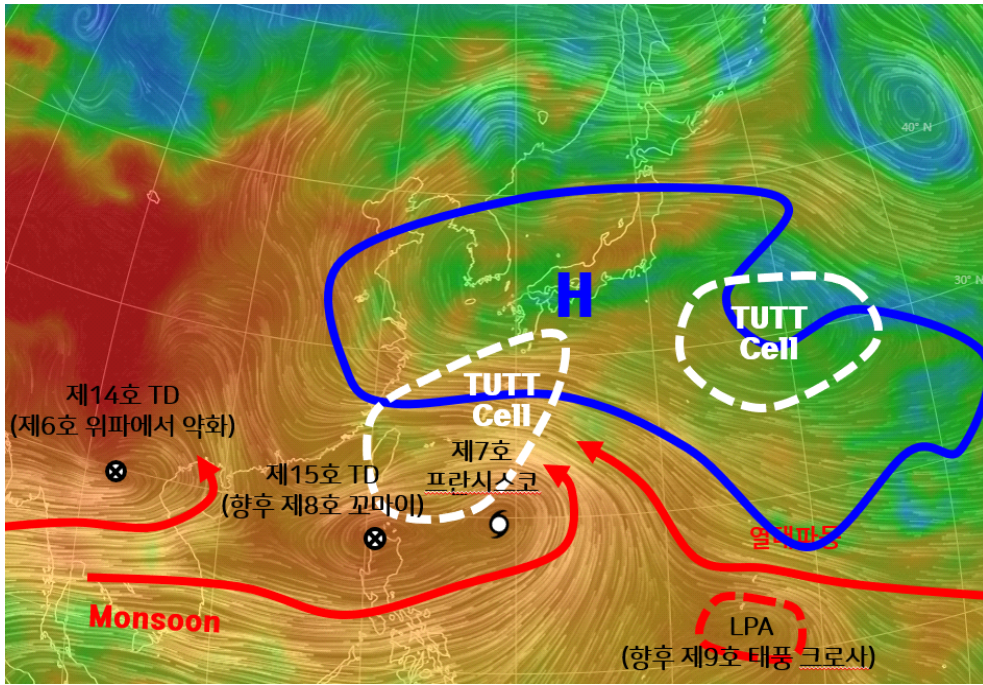 40° N
30° N
H
TUTT
Cell
TUTT
Cell
제14호 TD
(제6호 위파에서 약화)
제7호
프란시스코
제15호 TD
(향후 제8호 꼬마이)
열대파동
Monsoon
LPA
(향후 제9호 태풍 크로사)